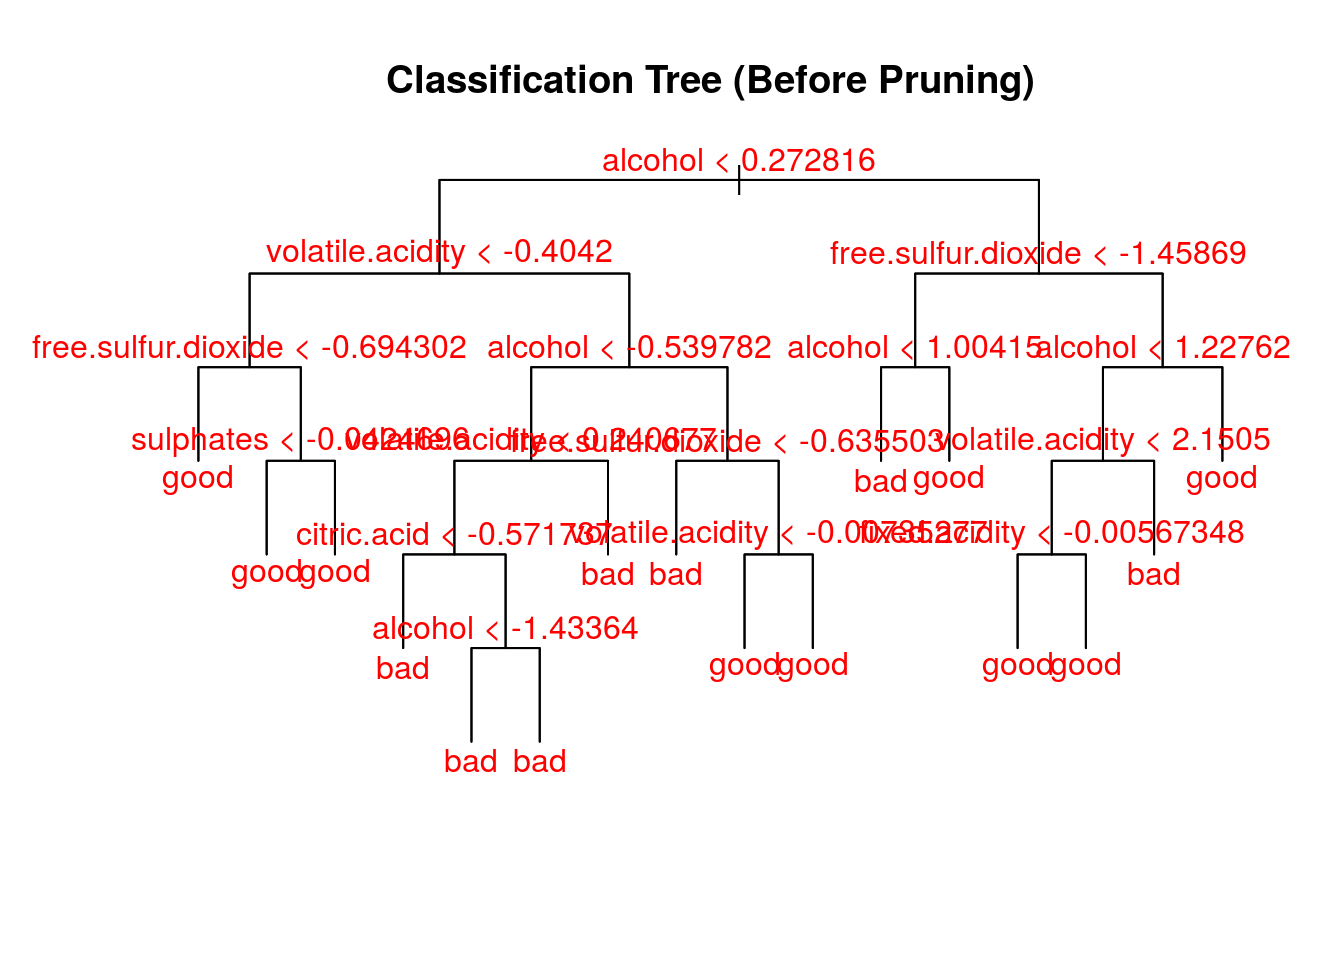 Classification Tree (Before Pruning)
alcohol < 0.272816
volatile.acidity < -0.4042
free.sulfur.dioxide < -1.45869
free.sulfur.dioxide < -0.694302
alcohol < -0.539782
alcohol < 1.00415
alcohol < 1.22762
good
sulphates < -0.0424696
volatile.acidity < 0.240677
free.sulfur.dioxide < -0.635503
bad
good
volatile.acidity < 2.1505
good
good
good
citric.acid < -0.571737
bad
bad
volatile.acidity < -0.00735277
fixed.acidity < -0.00567348
bad
bad
alcohol < -1.43364
good
good
good
good
bad
bad